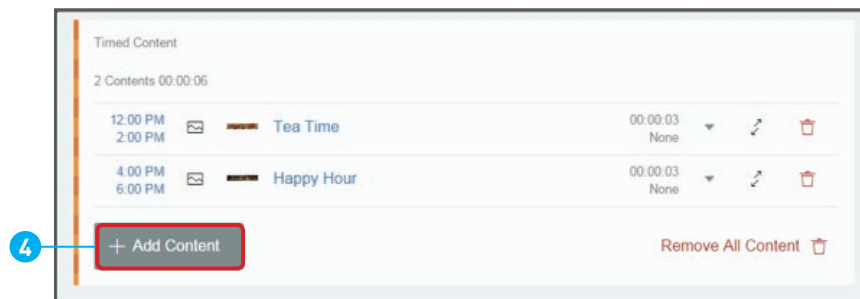 Timed Content
2 Contents 00:00:06
12:00 PM
2:00 PM
Tea Time
00:00:03
None
4:00 PM
6:00 PM
Happy Hour
00:00:03
None
4
+ Add Content
Remove All Content